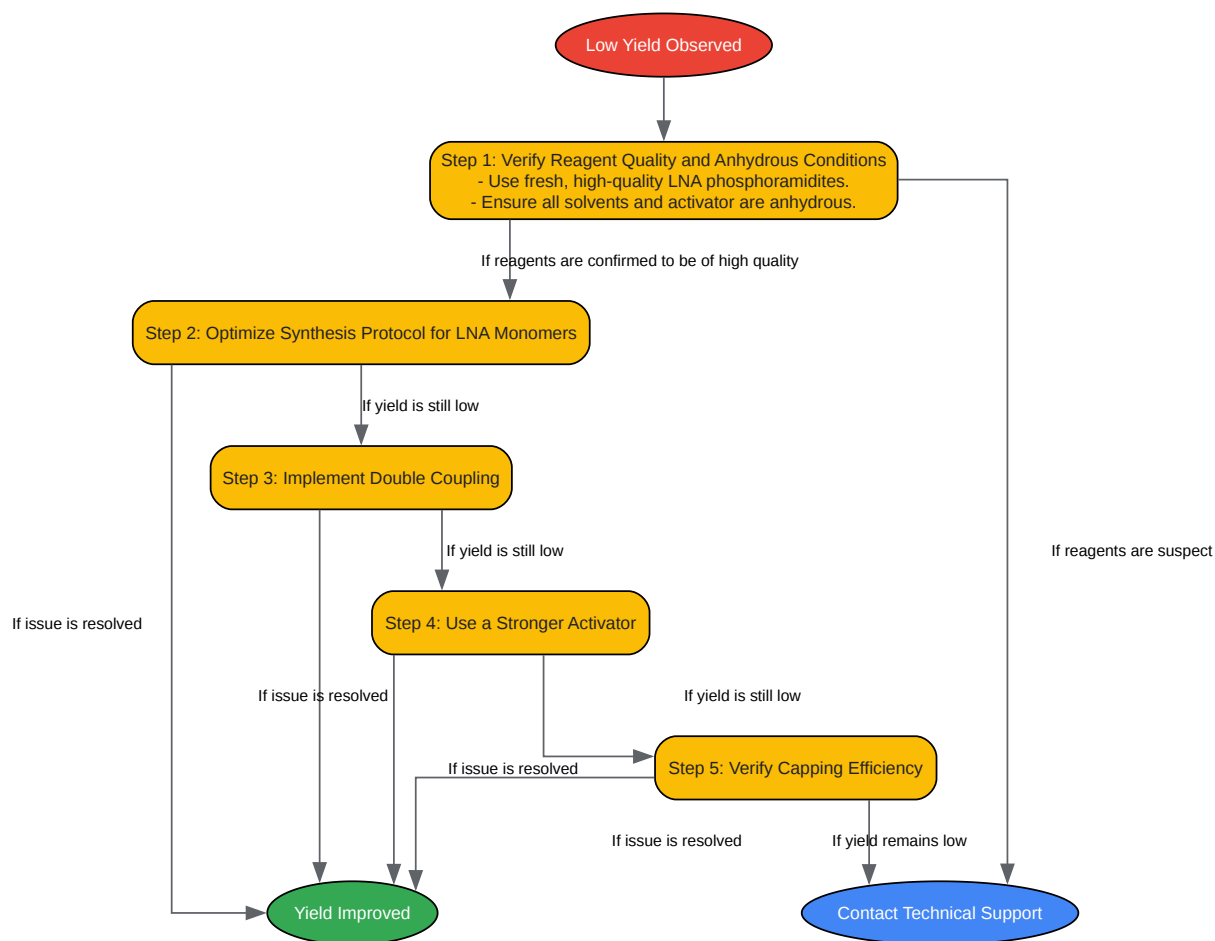 Low Yield Observed
Step 1: Verify Reagent Quality and Anhydrous Conditions
- Use fresh, high-quality LNA phosphoramidites.
- Ensure all solvents and activator are anhydrous.
If reagents are confirmed to be of high quality
Step 2: Optimize Synthesis Protocol for LNA Monomers
If yield is still low
Step 3: Implement Double Coupling
If yield is still low
If reagents are suspect
If issue is resolved
Step 4: Use a Stronger Activator
If issue is resolved
If yield is still low
If issue is resolved
Step 5: Verify Capping Efficiency
If issue is resolved
If yield remains low
Yield Improved
Contact Technical Support